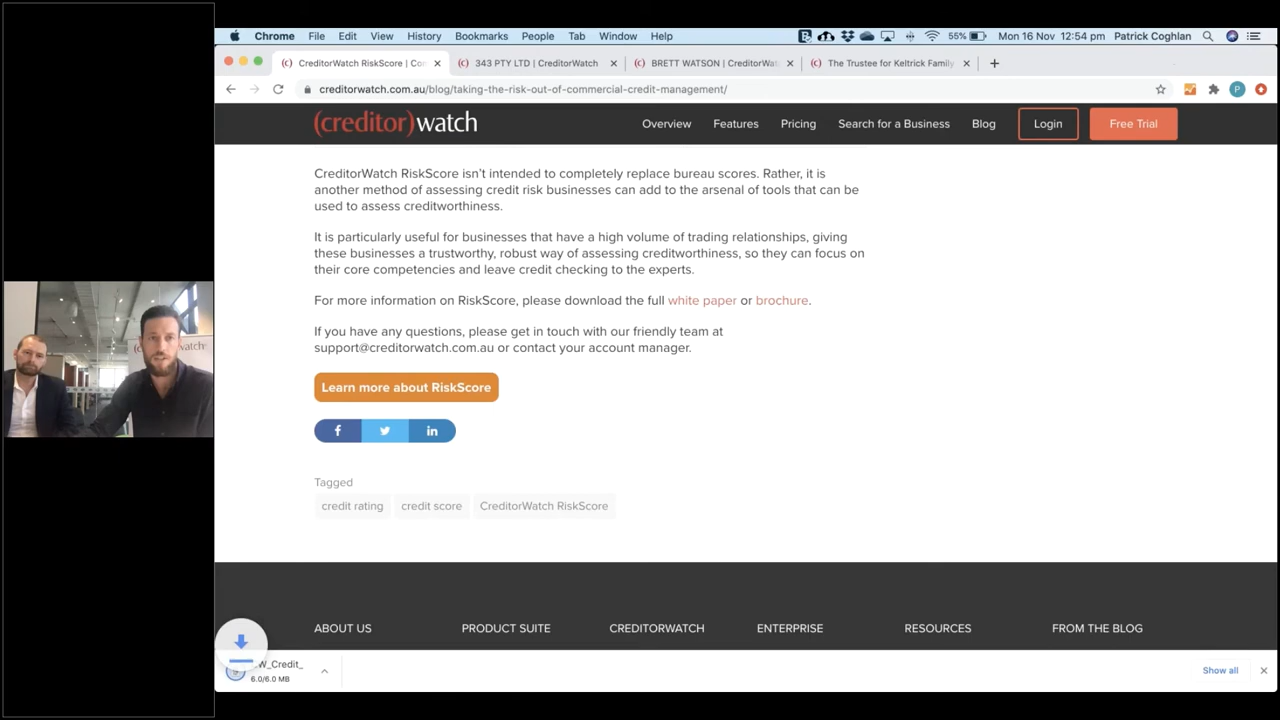 Chrome File Edit View History Bookmarks People Tab Window Help 55% Mon 16 Nov 12:54 pm Patrick Coghlan
CreditorWatch RiskScore | Con 343 PTY LTD | CreditorWatch BRETT WATSON | CreditorWat The Trustee for Keltrick Family
creditorwatch.com.au/blog/taking-the-risk-out-of-commercial-credit-management/ P
(creditor)watch Overview Features Pricing Search for a Business Blog Login Free Trial
CreditorWatch RiskScore isn't intended to completely replace bureau scores. Rather, it is
another method of assessing credit risk businesses can add to the arsenal of tools that can be
used to assess creditworthiness.
It is particularly useful for businesses that have a high volume of trading relationships, giving
these businesses a trustworthy, robust way of assessing creditworthiness, so they can focus on
their core competencies and leave credit checking to the experts.
For more information on RiskScore, please download the full white paper or brochure.
If you have any questions, please get in touch with our friendly team at
support@creditorwatch.com.au or contact your account manager.
Learn more about RiskScore
f in
Tagged
credit rating credit score CreditorWatch RiskScore
ABOUT US PRODUCT SUITE CREDITORWATCH ENTERPRISE RESOURCES FROM THE BLOG
W_Credit_
6.0/6.0 MB
Show all